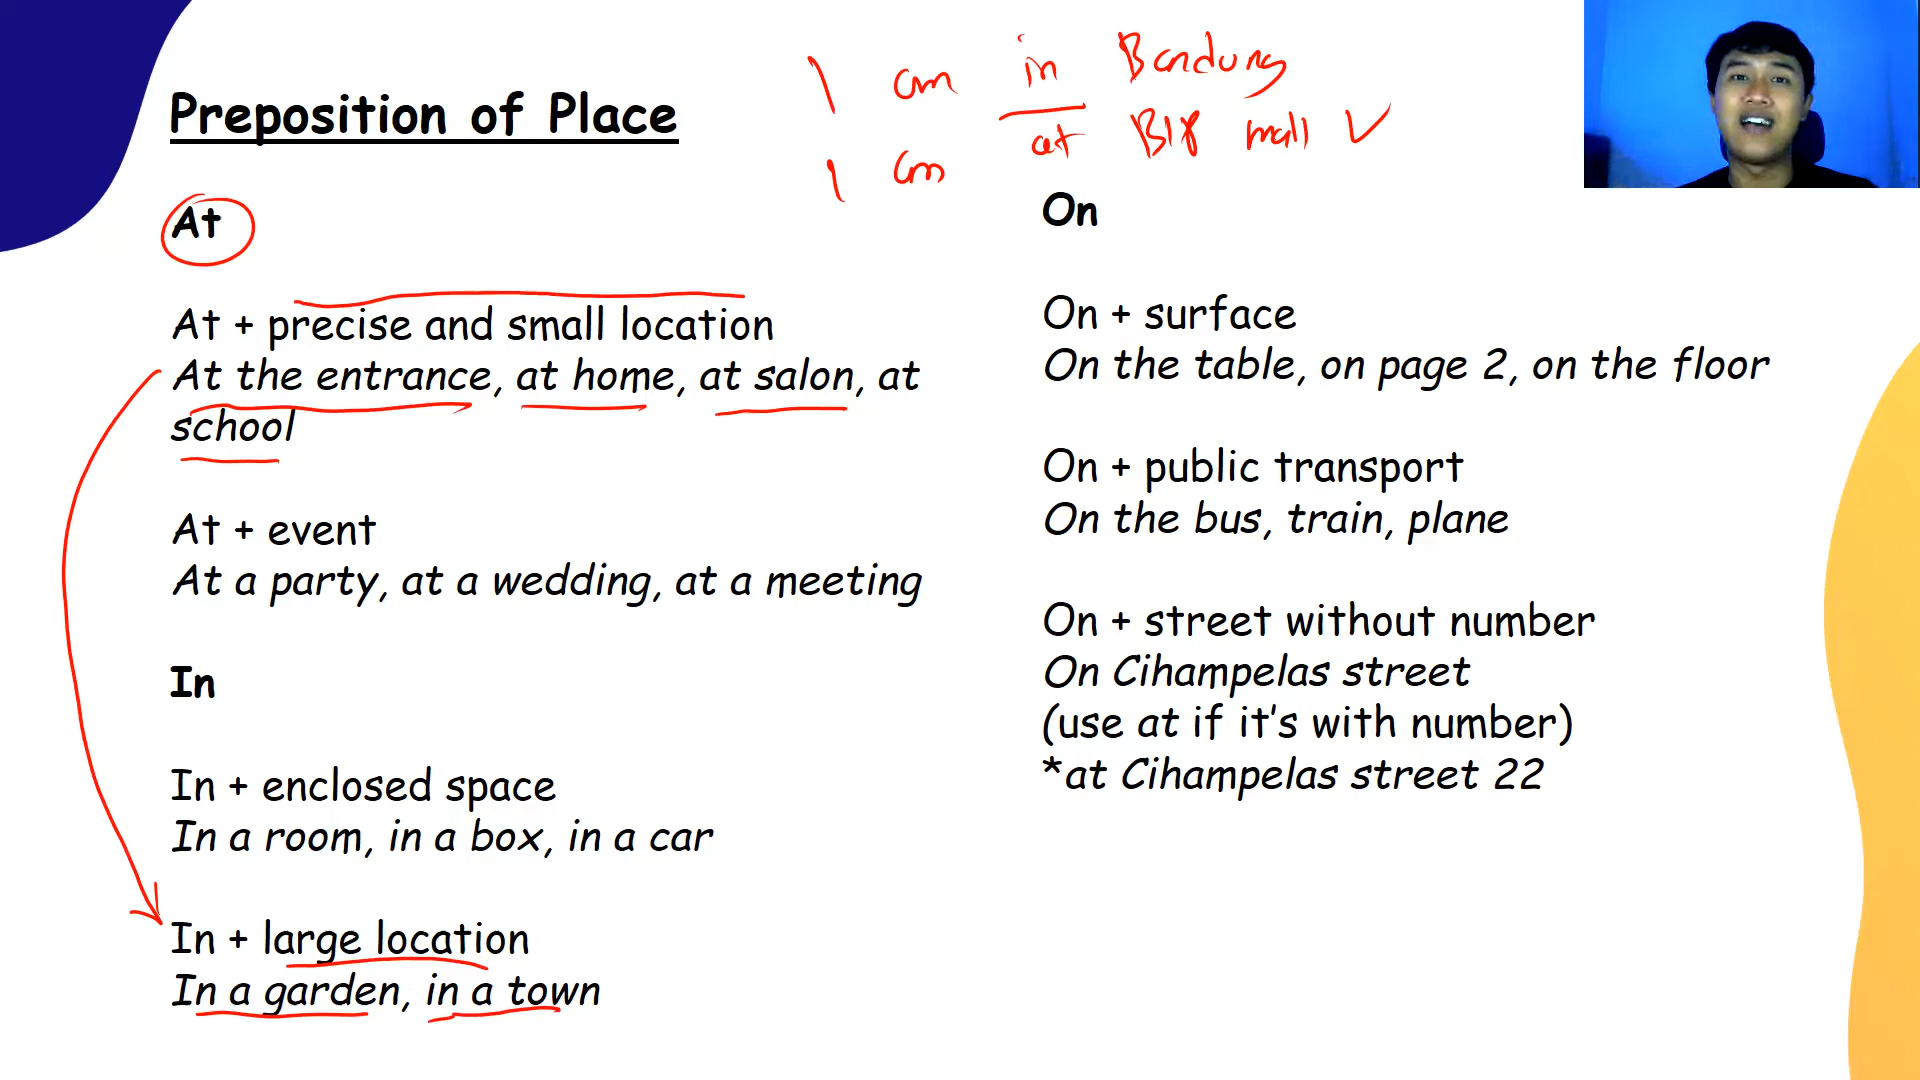 I am in Bandung
I am at BIP mall ✓
Preposition of Place
At
At + precise and small location
At the entrance, at home, at salon, at
school
At + event
At a party, at a wedding, at a meeting
In
In + enclosed space
In a room, in a box, in a car
In + large location
In a garden, in a town
On
On + surface
On the table, on page 2, on the floor
On + public transport
On the bus, train, plane
On + street without number
On Cihampelas street
(use at if it's with number)
*at Cihampelas street 22